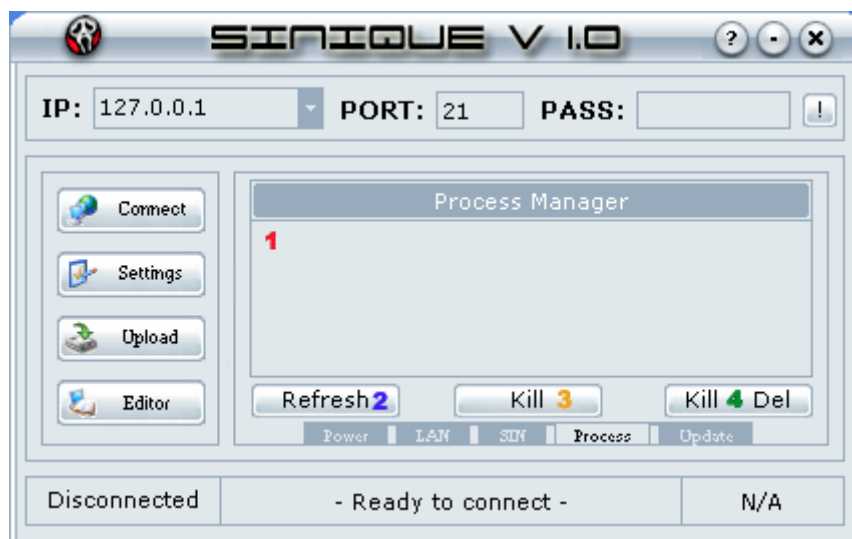 SINIQUE V 1.0 ? - x
IP: 127.0.0.1 PORT: 21 PASS: !
Connect
Settings
Upload
Editor
Process Manager
1
Refresh 2 Kill 3 Kill 4 Del
Power LAN SIN Process Update
Disconnected - Ready to connect - N/A